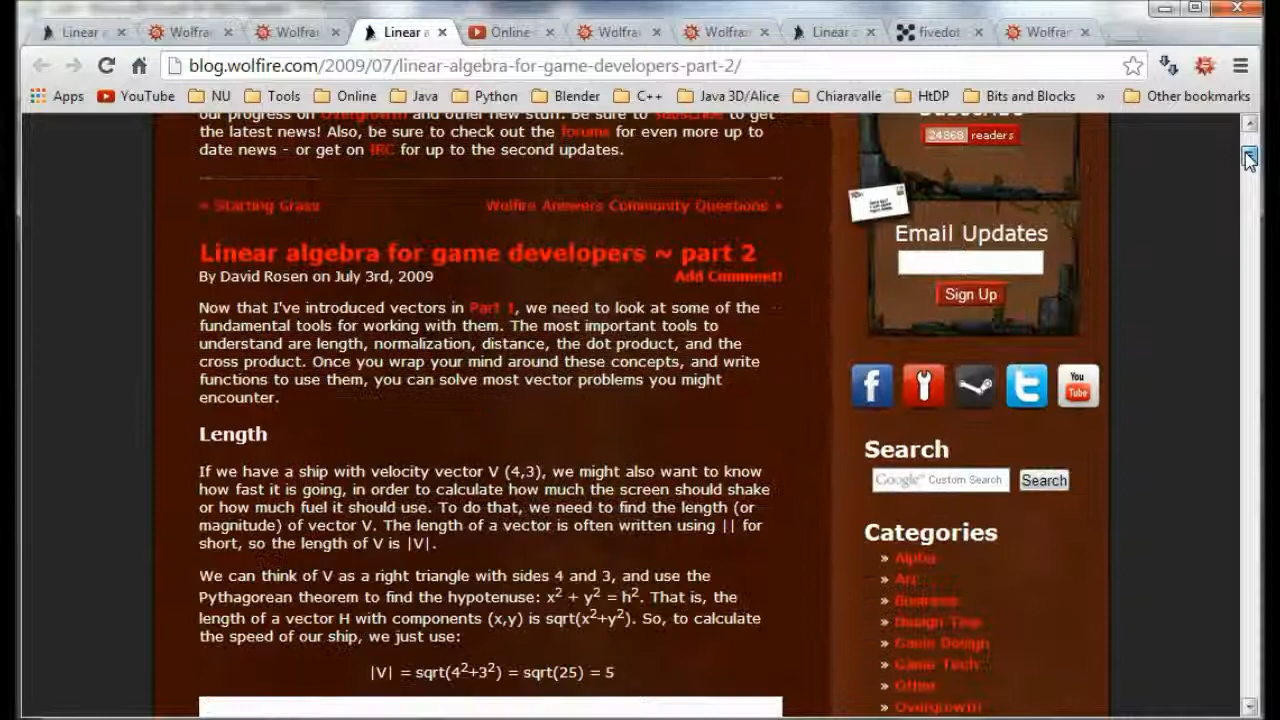 Linear a
Wolfra
Wolfra
Linear a
Online
Wolfra
Wolfra
Linear a
fivedot
Wolfra
blog.wolfire.com/2009/07/linear-algebra-for-game-developers-part-2/
Apps YouTube NU Tools Online Java Python Blender C++ Java 3D/Alice Chiaravalle HtDP Bits and Blocks » Other bookmarks
our progress on Overgrowth and other new stuff. Be sure to subscribe to get
the latest news! Also, be sure to check out the forums for even more up to
date news - or get on IRC for up to the second updates.
« Starting Grass
Wolfire Answers Community Questions »
Linear algebra for game developers ~ part 2
By David Rosen on July 3rd, 2009
Add Comment!
Now that I've introduced vectors in Part 1, we need to look at some of the
fundamental tools for working with them. The most important tools to
understand are length, normalization, distance, the dot product, and the
cross product. Once you wrap your mind around these concepts, and write
functions to use them, you can solve most vector problems you might
encounter.
Length
If we have a ship with velocity vector V (4,3), we might also want to know
how fast it is going, in order to calculate how much the screen should shake
or how much fuel it should use. To do that, we need to find the length (or
magnitude) of vector V. The length of a vector is often written using || for
short, so the length of V is |V|.
We can think of V as a right triangle with sides 4 and 3, and use the
Pythagorean theorem to find the hypotenuse: x² + y² = h². That is, the
length of a vector H with components (x,y) is sqrt(x²+y²). So, to calculate
the speed of our ship, we just use:
|V| = sqrt(4²+3²) = sqrt(25) = 5
Subscribe
24868 readers
Email Updates
Sign Up
You
Tube
Search
Google™ Custom Search
Search
Categories
» Alpha
» Art
» Business
» Design Tour
» Game Design
» Game Tech
» Other
» Overgrowth